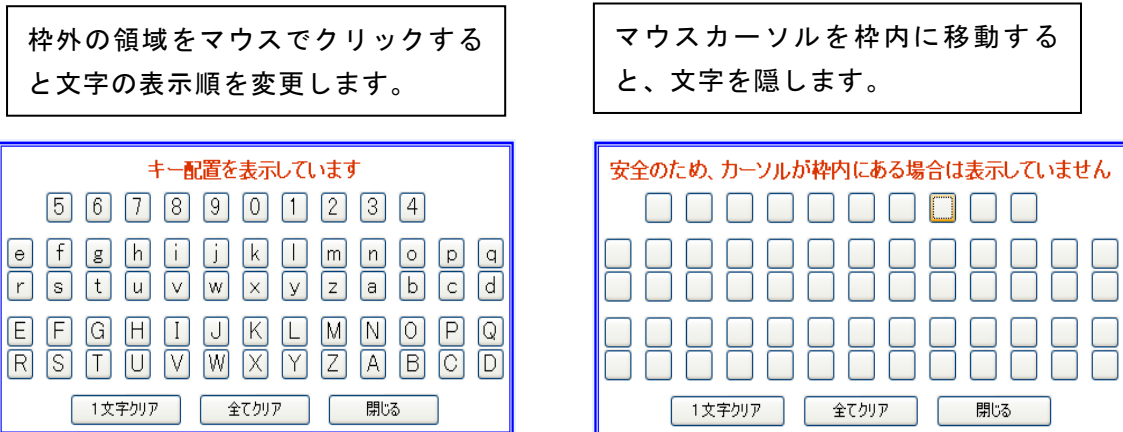 枠外の領域をマウスでクリックする
と文字の表示順を変更します。
マウスカーソルを枠内に移動する
と、文字を隠します。
キー配置を表示しています
5 6 7 8 9 0 1 2 3 4
e f g h i j k l m n o p q
r s t u v w x y z a b c d
E F G H I J K L M N O P Q
R S T U V W X Y Z A B C D
1文字クリア 全てクリア 閉じる
安全のため、カーソルが枠内にある場合は表示していません
1文字クリア 全てクリア 閉じる